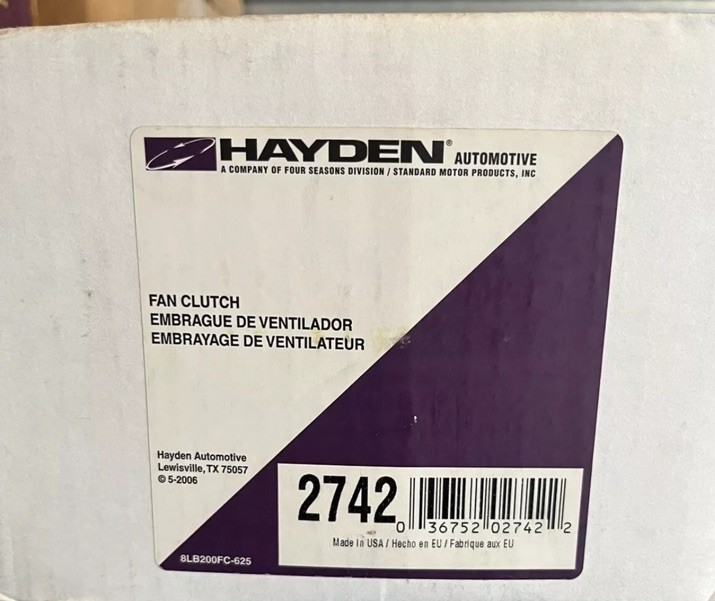 HAYDEN® AUTOMOTIVE
A COMPANY OF FOUR SEASONS DIVISION / STANDARD MOTOR PRODUCTS, INC
FAN CLUTCH
EMBRAGUE DE VENTILADOR
EMBRAYAGE DE VENTILATEUR
Hayden Automotive
Lewisville, TX 75057
© 5-2006
2742
0 36752 02742 2
Made in USA / Hecho en EU / Fabrique aux EU
8LB200FC-625